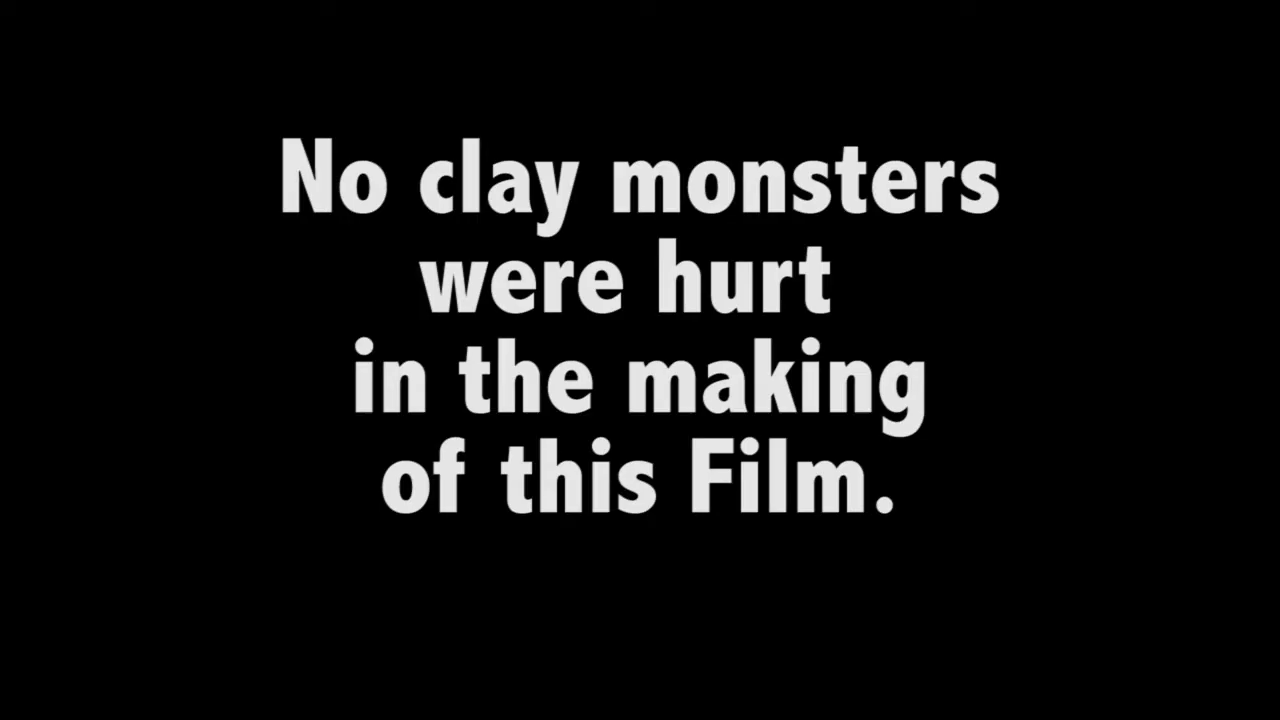 No clay monsters
were hurt
in the making
of this Film.